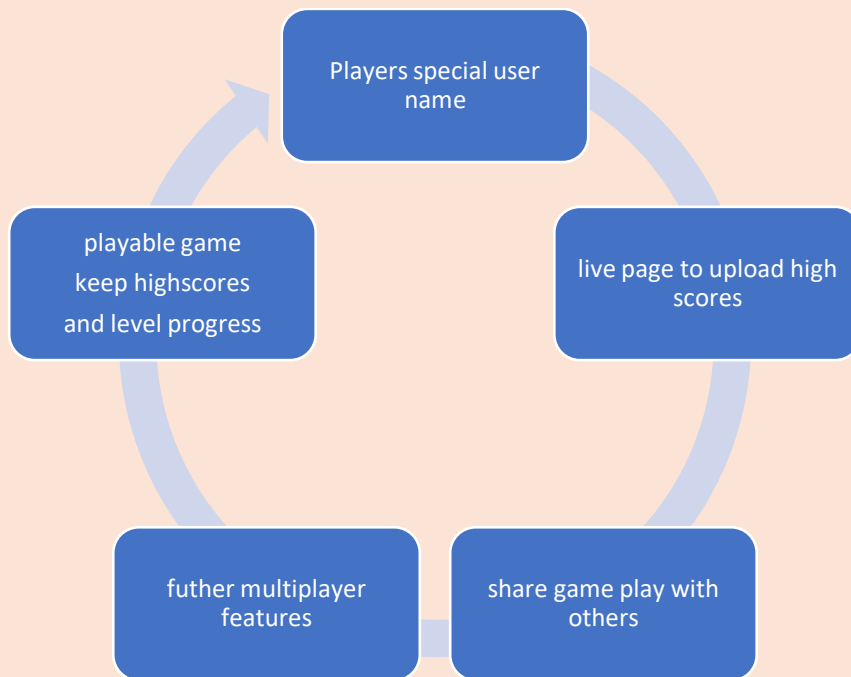 Players special user
name
live page to upload high
scores
share game play with
others
futher multiplayer
features
playable game
keep highscores
and level progress